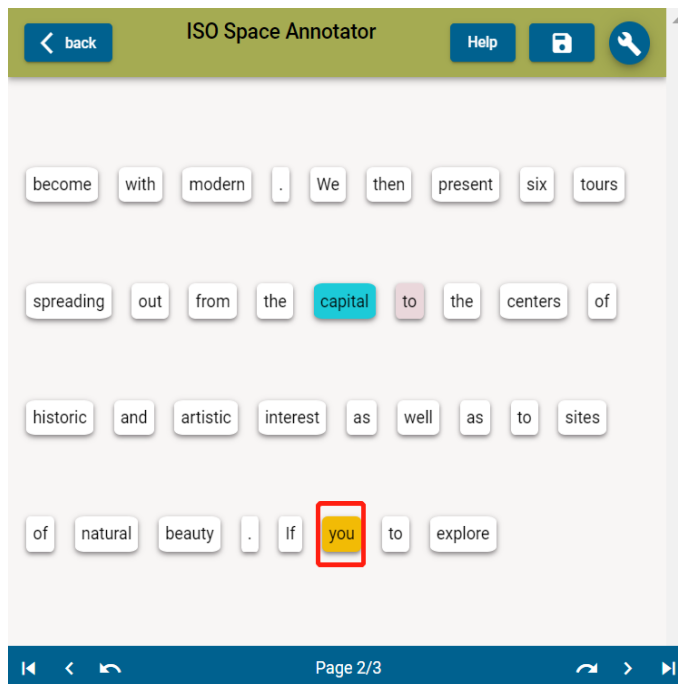 back ISO Space Annotator Help
become with modern . We then present six tours
spreading out from the capital to the centers of
historic and artistic interest as well as to sites
of natural beauty . If you to explore
Page 2/3